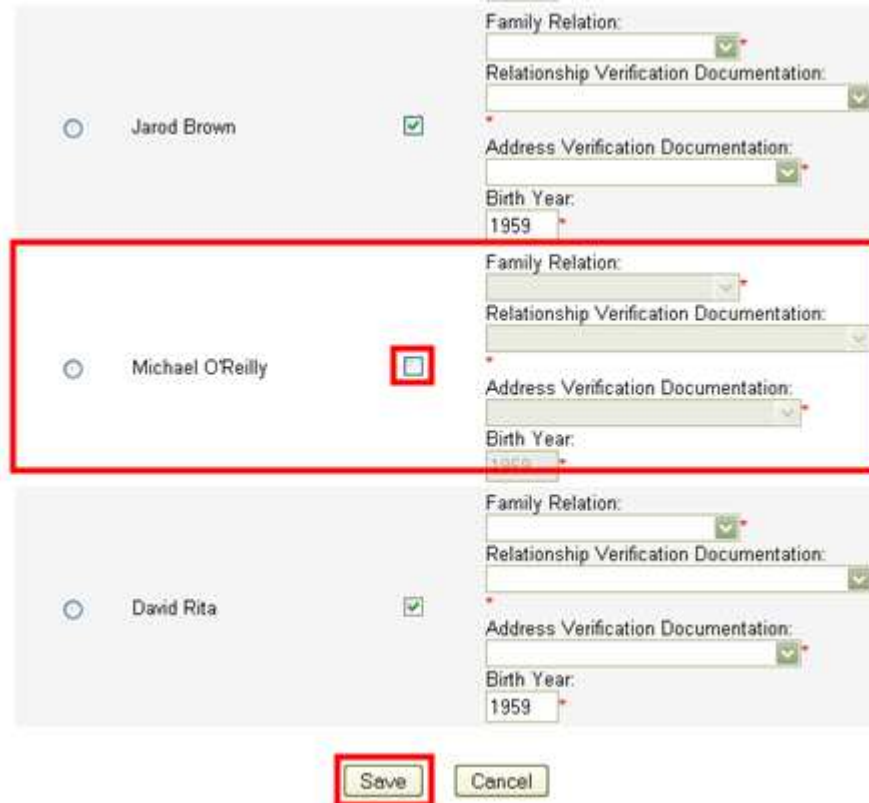 Family Relation:
*
Relationship Verification Documentation:
*
Jarod Brown
Address Verification Documentation:
*
Birth Year:
1959 *
Family Relation:
*
Relationship Verification Documentation:
*
Michael O'Reilly
Address Verification Documentation:
*
Birth Year:
1959 *
Family Relation:
*
Relationship Verification Documentation:
*
David Rita
Address Verification Documentation:
*
Birth Year:
1959 *
Save Cancel